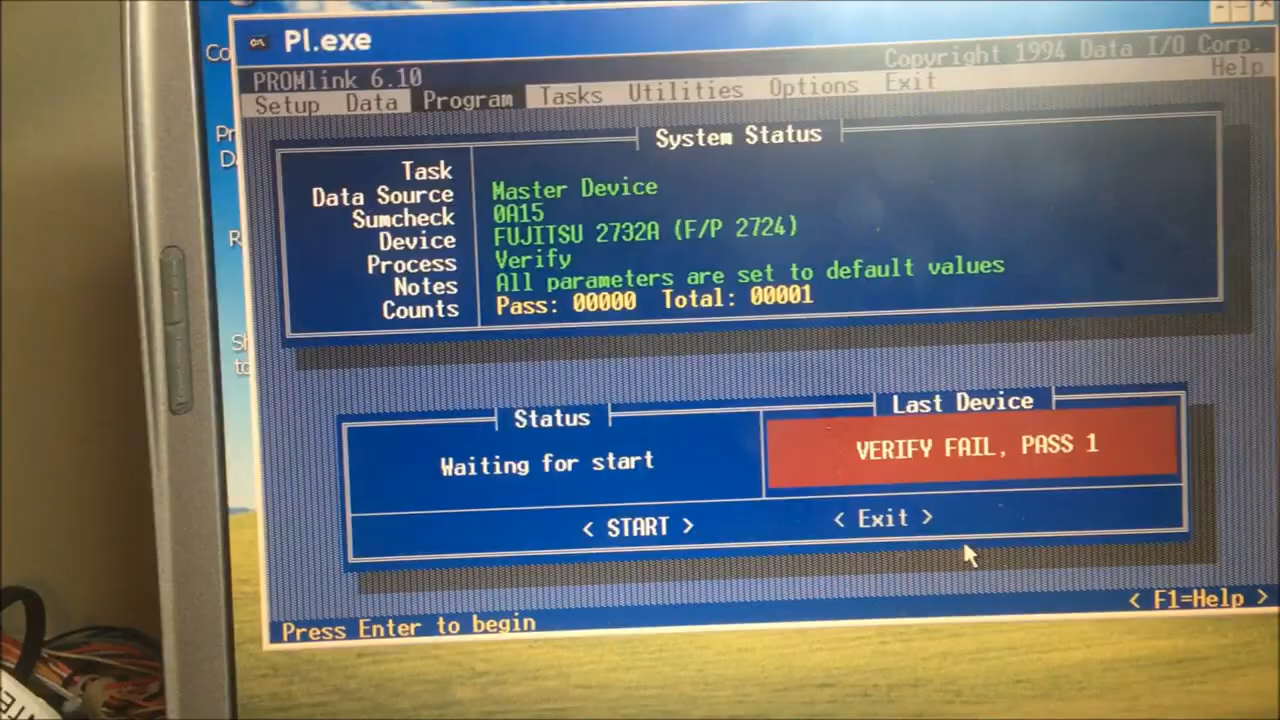 Pl.exe
PROMlink 6.10 Copyright 1994 Data I/O Corp.
Setup Data Program Tasks Utilities Options Exit Help
System Status
Task
Data Source Master Device
Sumcheck 0A15
Device FUJITSU 2732A (F/P 2724)
Process Verify
Notes All parameters are set to default values
Counts Pass: 00000 Total: 00001
Status
Last Device
Waiting for start
VERIFY FAIL, PASS 1
< START > < Exit >
Press Enter to begin < F1=Help >